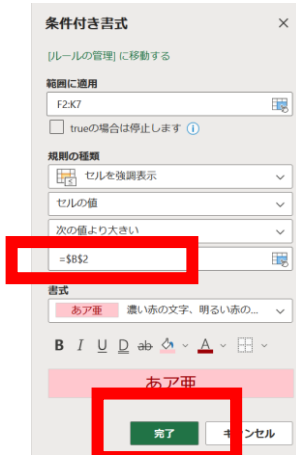 条件付き書式
[ルールの管理] に移動する
範囲に適用
F2:K7
trueの場合は停止します
規則の種類
セルを強調表示
セルの値
次の値より大きい
=$B$2
書式
あア亜 濃い赤の文字、明るい赤の...
B I U D ab A
あア亜
完了 キャンセル